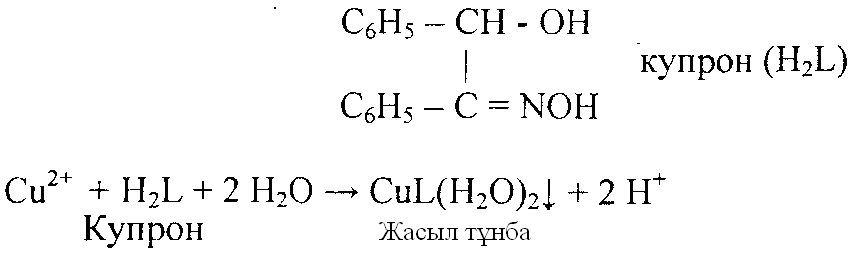 C₆H₅ – CH - OH
|
купрон (H₂L)
C₆H₅ – C = NOH
Cu²⁺ + H₂L + 2 H₂O → CuL(H₂O)₂↓ + 2 H⁺
Купрон Жасыл тұнба